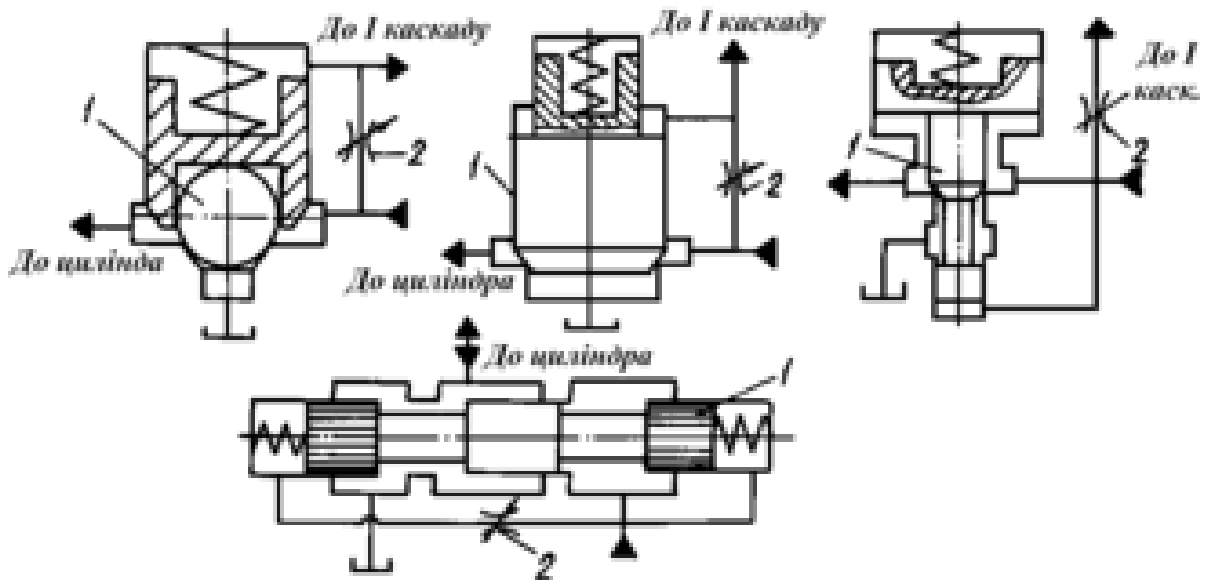 До I каскаду
1
2
До цилінда
До I каскаду
1
2
До циліндра
До I
каск.
1
2
До циліндра
1
2